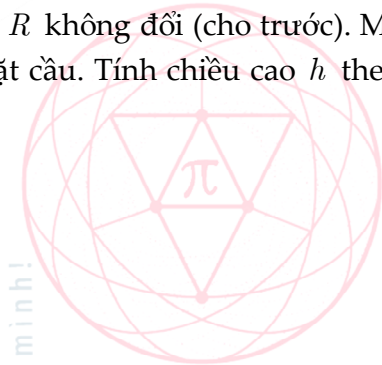 R không đổi (cho trước). M
ặt cầu. Tính chiều cao h the
π
minh!